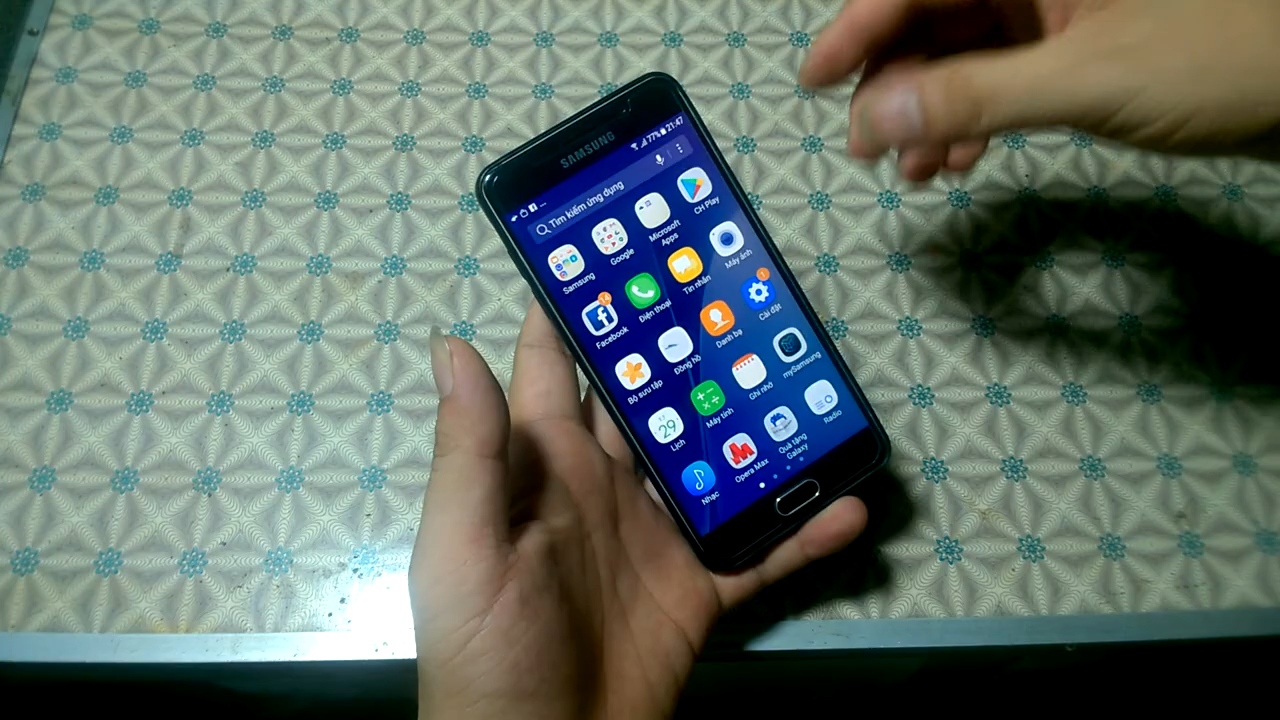 SAMSUNG
77% 21:47
Tìm kiếm ứng dụng
Samsung
Google
Microsoft Apps
CH Play
Facebook
Điện thoại
Tin nhắn
Máy ảnh
Bộ sưu tập
Đồng hồ
Danh bạ
1
Cài đặt
29
Lịch
Máy tính
Ghi nhớ
mySamsung
Nhạc
Opera Max
Quà tặng Galaxy
Radio